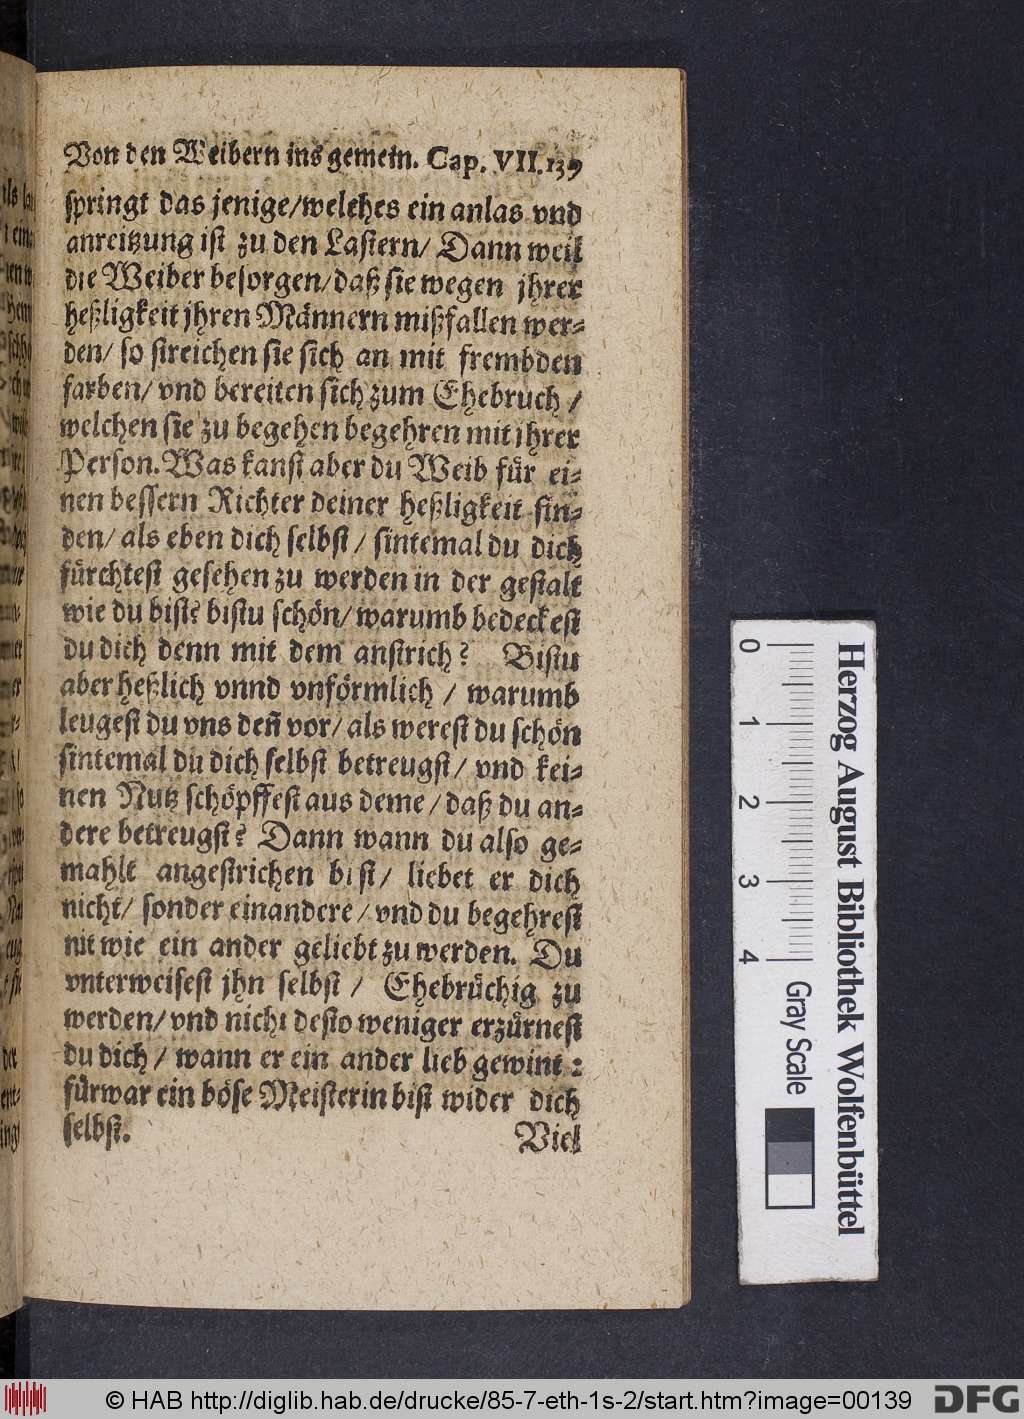 Von den Weibern ins gemein. Cap. VII. 139
springt das jenige/welches ein anlas vnd
anreitzung ist zu den Lastern/ Dann weil
die Weiber besorgen/daß sie wegen jhrer
heßligkeit jhren Männern mißfallen wer⸗
den/ so streichen sie sich an mit frembden
farben/ vnd bereiten sich zum Ehebruch /
welchen sie zu begehen begehren mit jhrer
Person. Was kanst aber du Weib für ei⸗
nen bessern Richter deiner heßligkeit fin⸗
den/ als eben dich selbst / sintemal du dich
fürchtest gesehen zu werden in der gestalt
wie du bist? bistu schön/ warumb bedeckest
du dich denn mit dem anstrich? Bistu
aber heßlich vnnd vnförmlich / warumb
leugest du vns deñ vor/ als werest du schön
sintemal du dich selbst betreugst/ vnd kei⸗
nen Nutz schöpffest aus deme / daß du an⸗
dere betreugst? Dann wann du also ge⸗
mahlt angestrichen bist/ liebet er dich
nicht/ sonder ein andere / vnd du begehrest
nit wie ein ander geliebt zu werden. Du
vnterweisest jhn selbst / Ehebrüchig zu
werden/ vnd nicht desto weniger erzürnest
du dich / wann er ein ander lieb gewint :
fürwar ein böse Meisterin bist wider dich
selbst.
Viel
Herzog August Bibliothek Wolfenbüttel
0 1 2 3 4 Gray Scale
© HAB http://diglib.hab.de/drucke/85-7-eth-1s-2/start.htm?image=00139
DFG